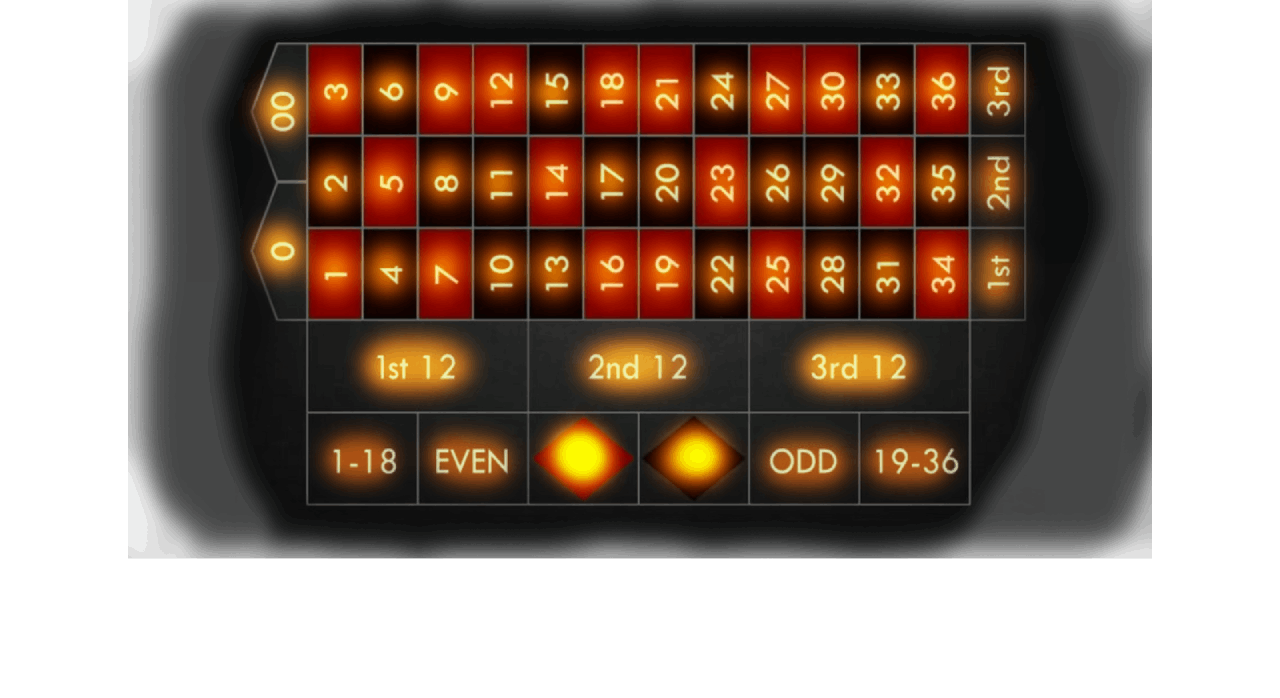 00 3 6 9 12 15 18 21 24 27 30 33 36 3rd
2 5 8 11 14 17 20 23 26 29 32 35 2nd
0 1 4 7 10 13 16 19 22 25 28 31 34 1st
1st 12 2nd 12 3rd 12
1-18 EVEN ODD 19-36